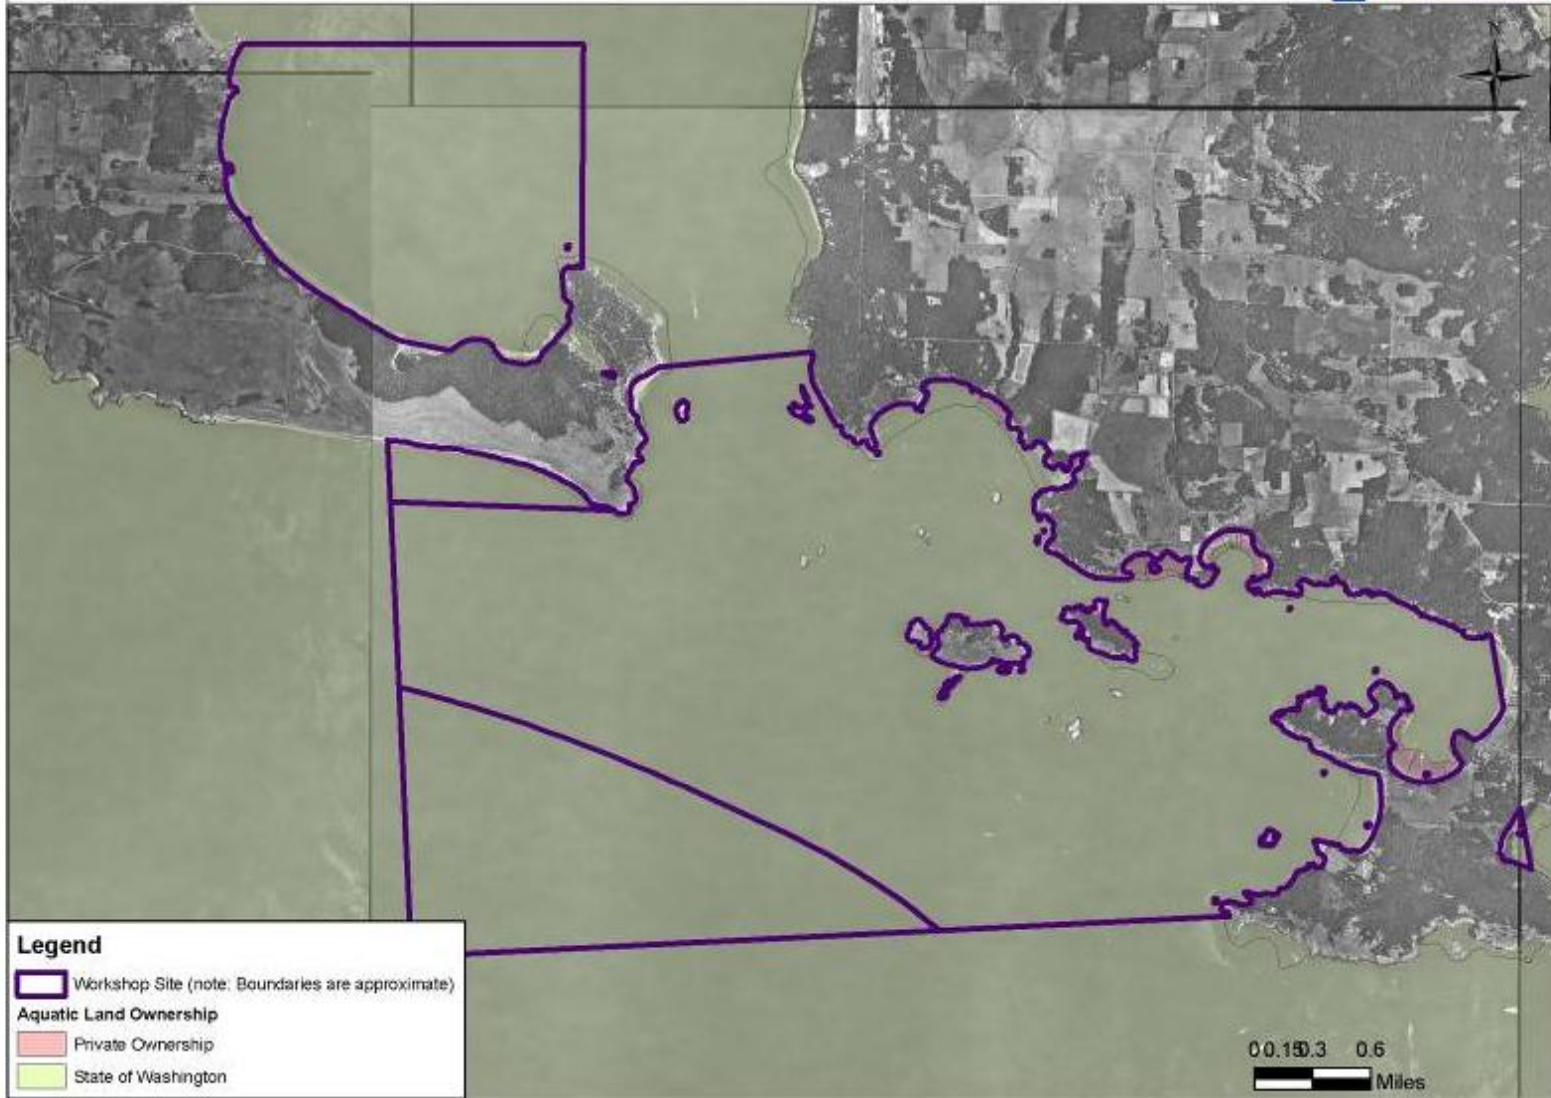 N
Legend
Workshop Site (note: Boundaries are approximate)
Aquatic Land Ownership
Private Ownership
State of Washington
0 0.15 0.3 0.6
Miles